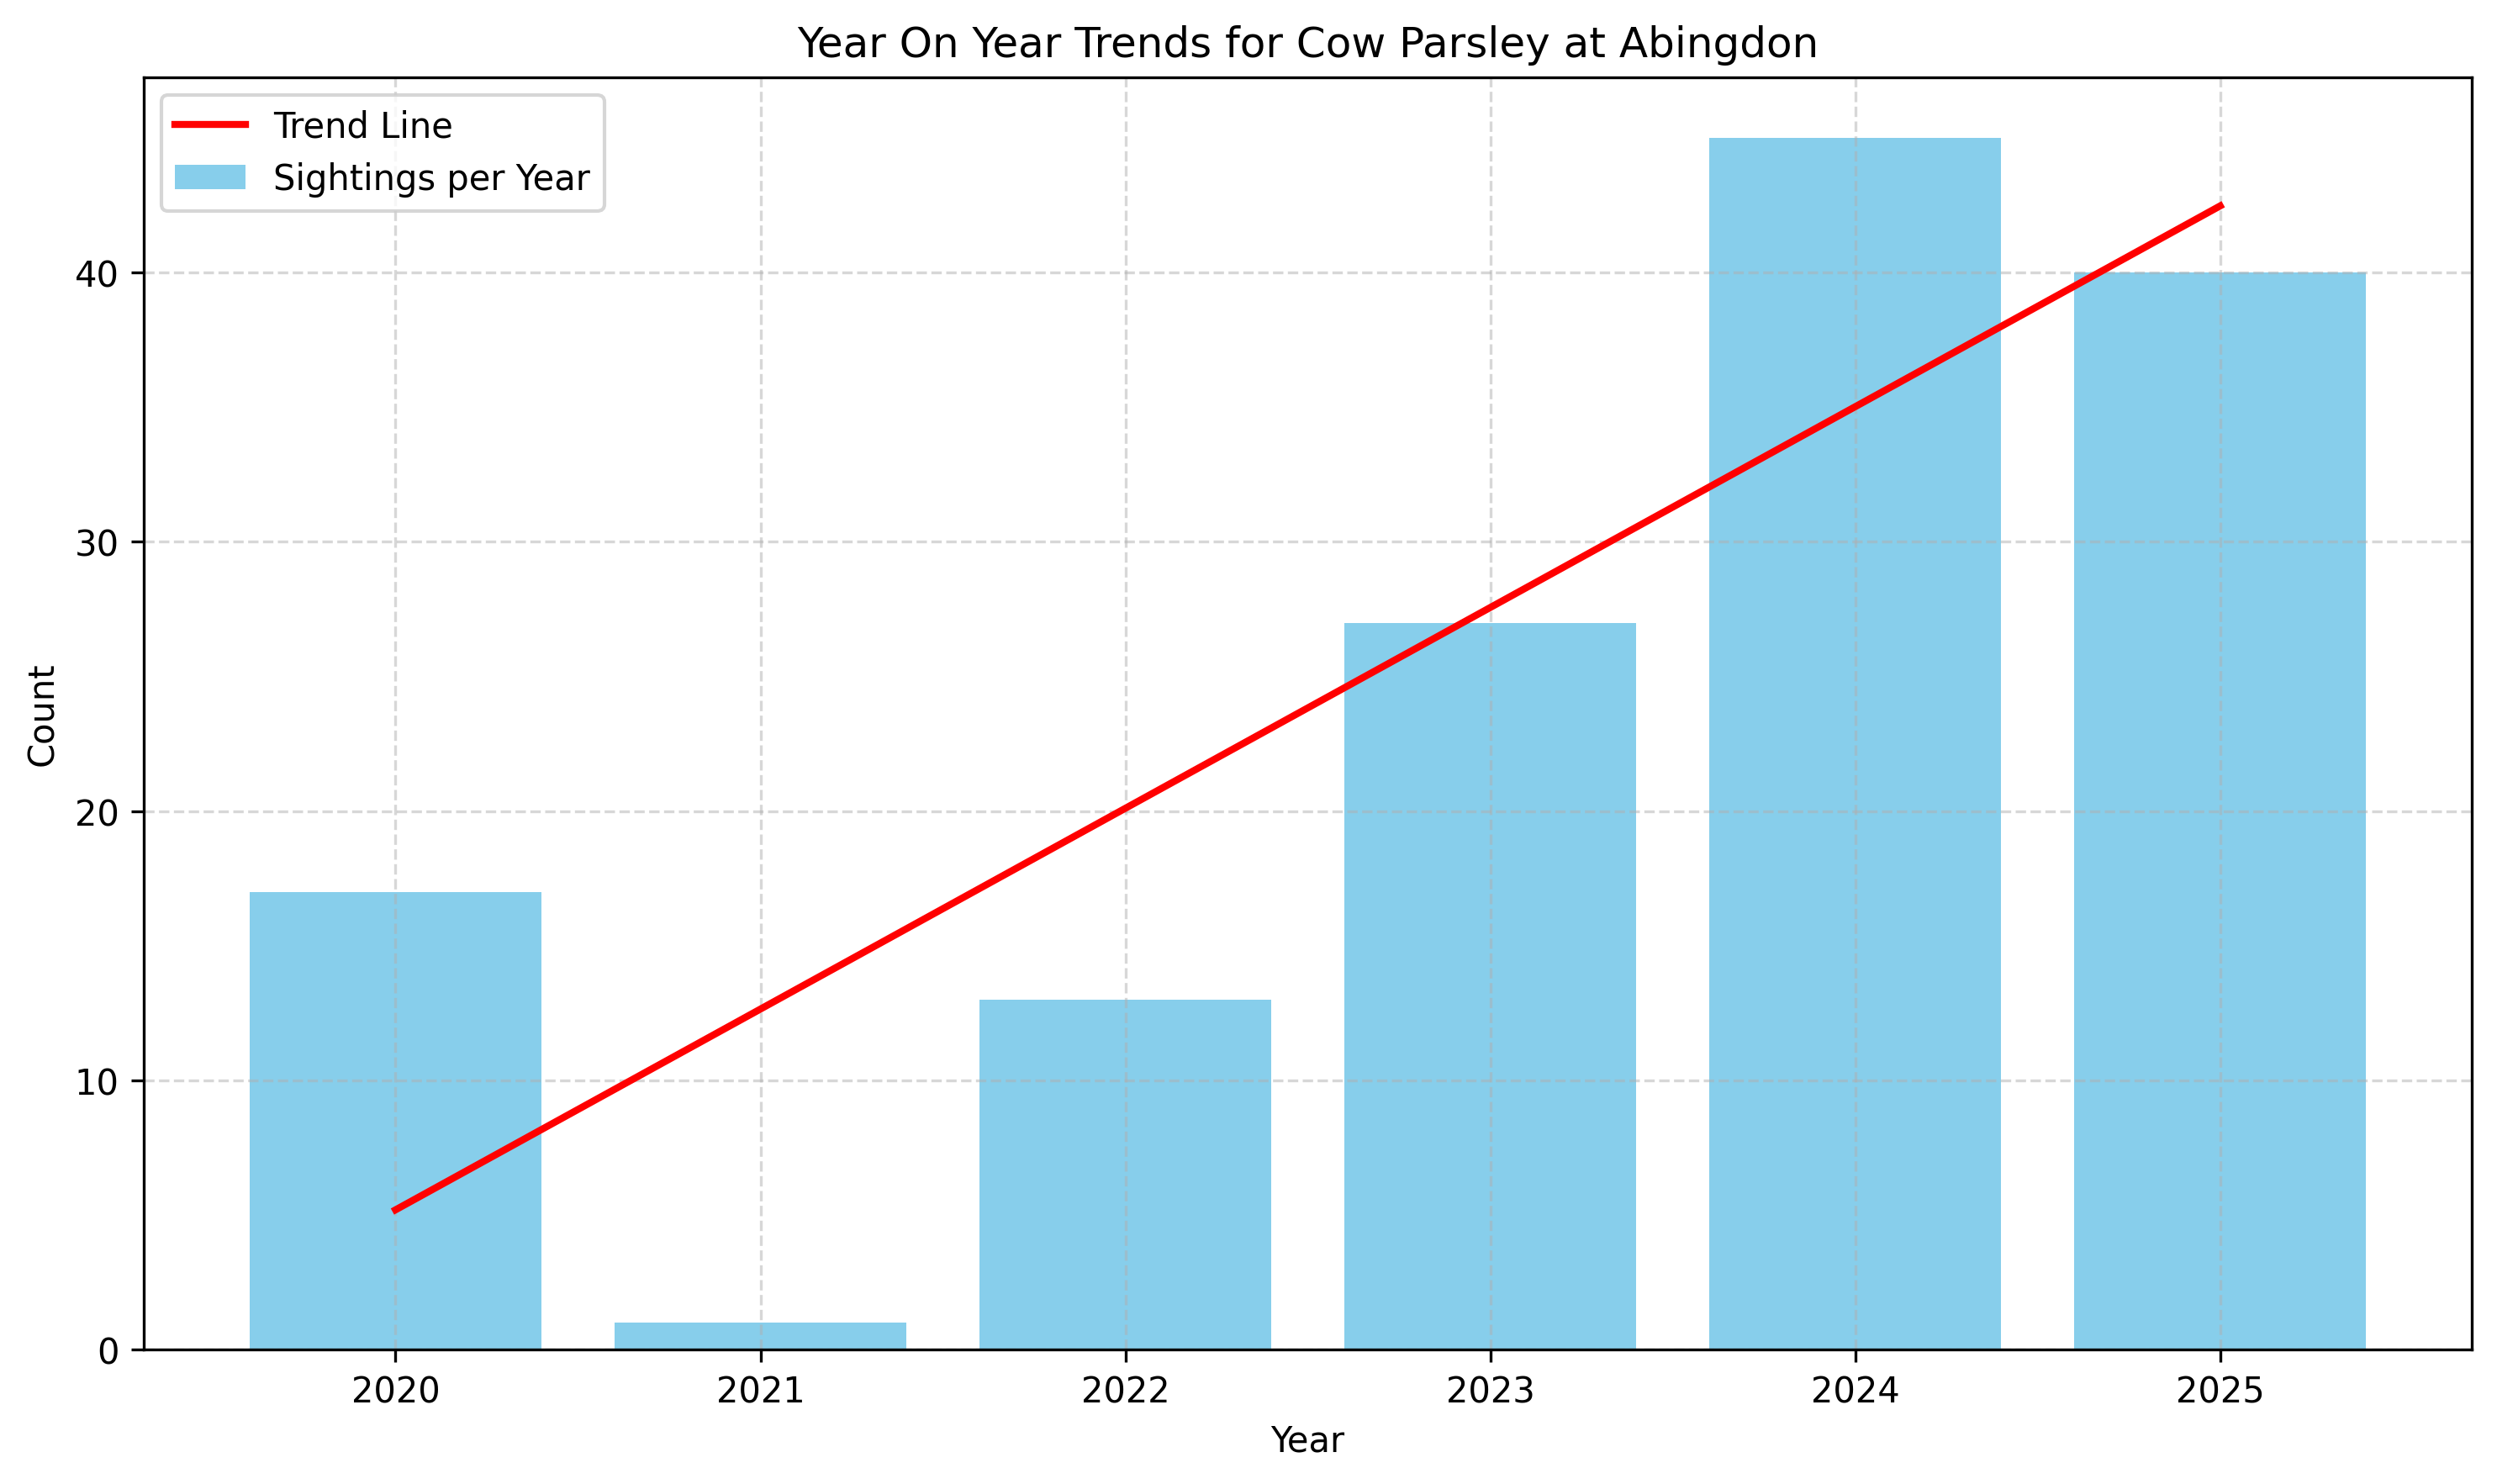 Year On Year Trends for Cow Parsley at Abingdon
Trend Line
Sightings per Year
40
30
20
10
0
Count
2020 2021 2022 2023 2024 2025
Year